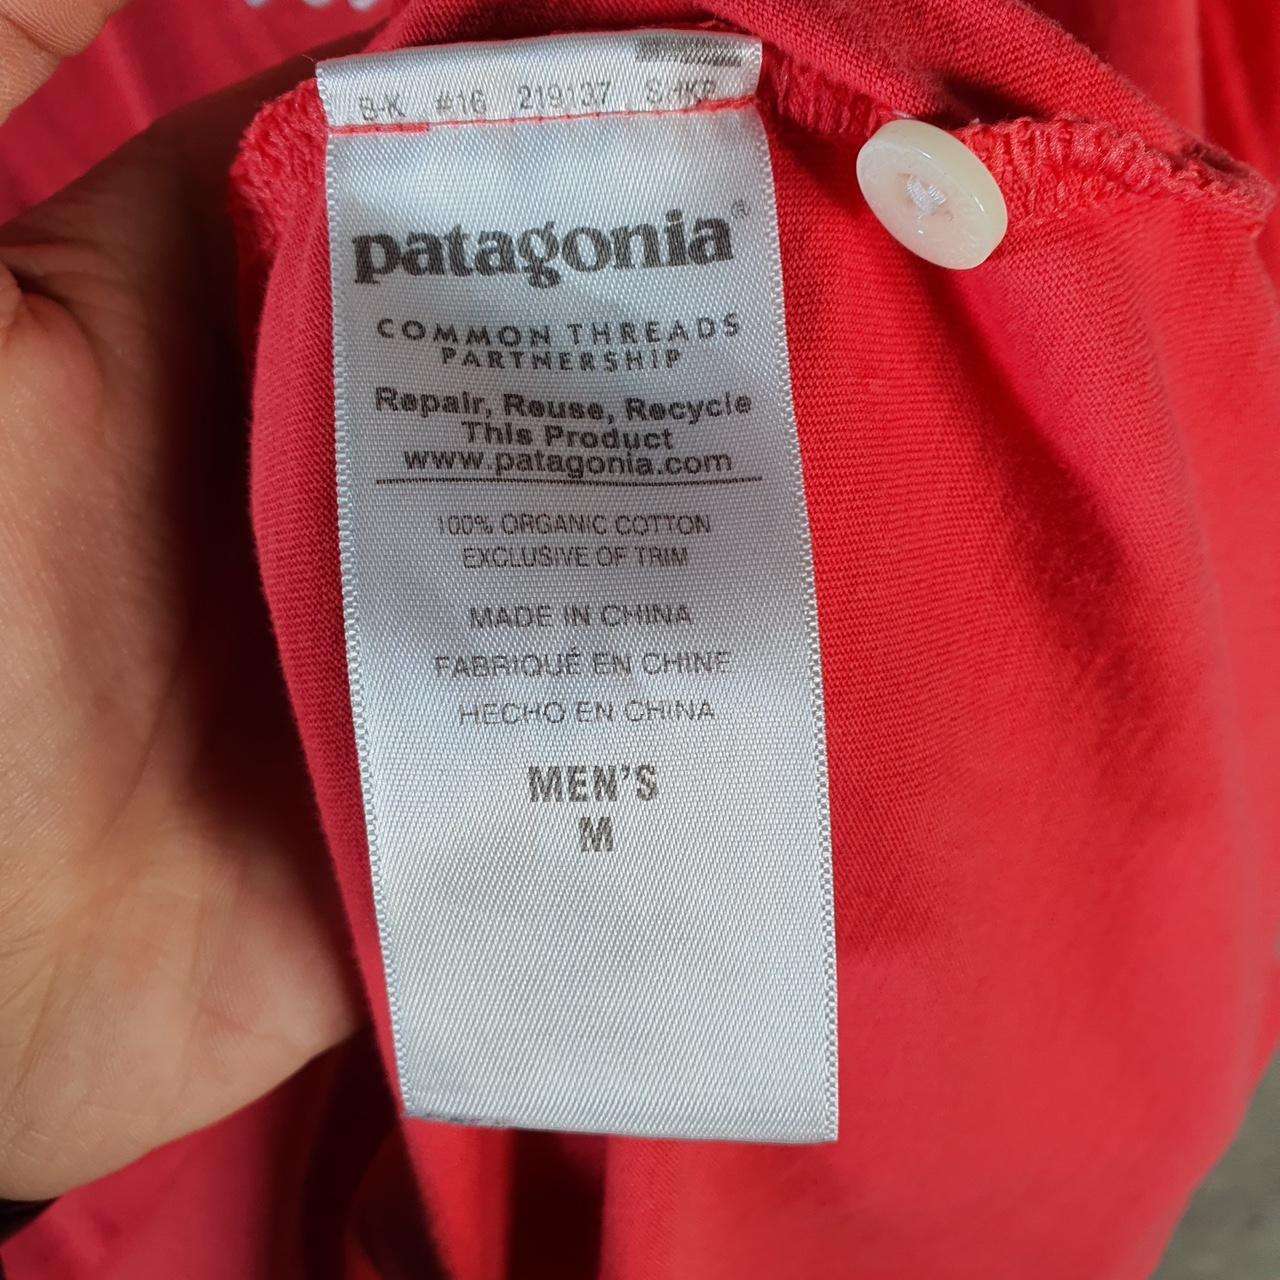 #16 219137
patagonia®
COMMON THREADS
PARTNERSHIP
Repair, Reuse, Recycle
This Product
www.patagonia.com
100% ORGANIC COTTON
EXCLUSIVE OF TRIM
MADE IN CHINA
FABRIQUÉ EN CHINE
HECHO EN CHINA
MEN'S
M